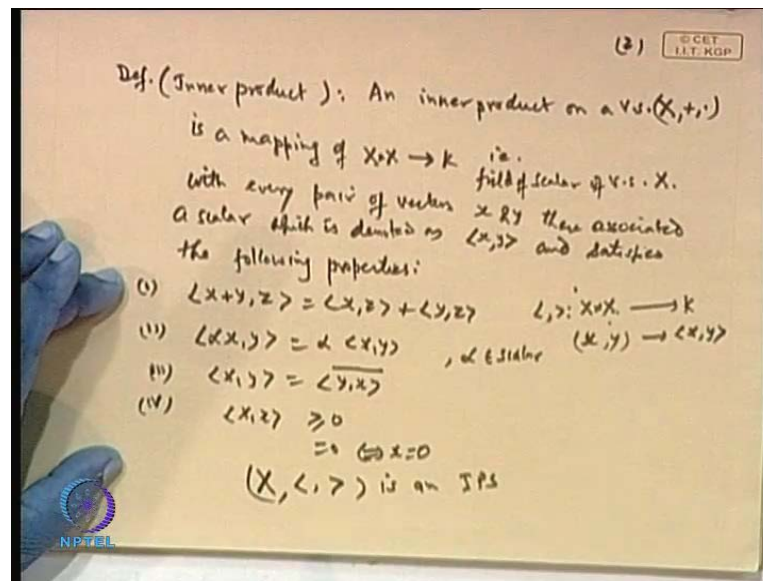 (2) © CET
I.I.T. KGP
Def. (Inner product): An inner product on a v.s. (X,+,·)
is a mapping of X×X → K i.e.
field of scalar of v.s. X.
with every pair of vectors x & y there associated
a scalar which is denoted as <x,y> and satisfies
the following properties:
(i) <x+y,z> = <x,z> + <y,z> <,>: X×X → K
(ii) <αx,y> = α <x,y> , α ∈ scalar (x,y) → <x,y>
(iii) <x,y> = \overline{<y,x>}
(iv) <x,x> ≥ 0
= 0 ⇔ x=0
(X, <,>) is an IPS
NPTEL